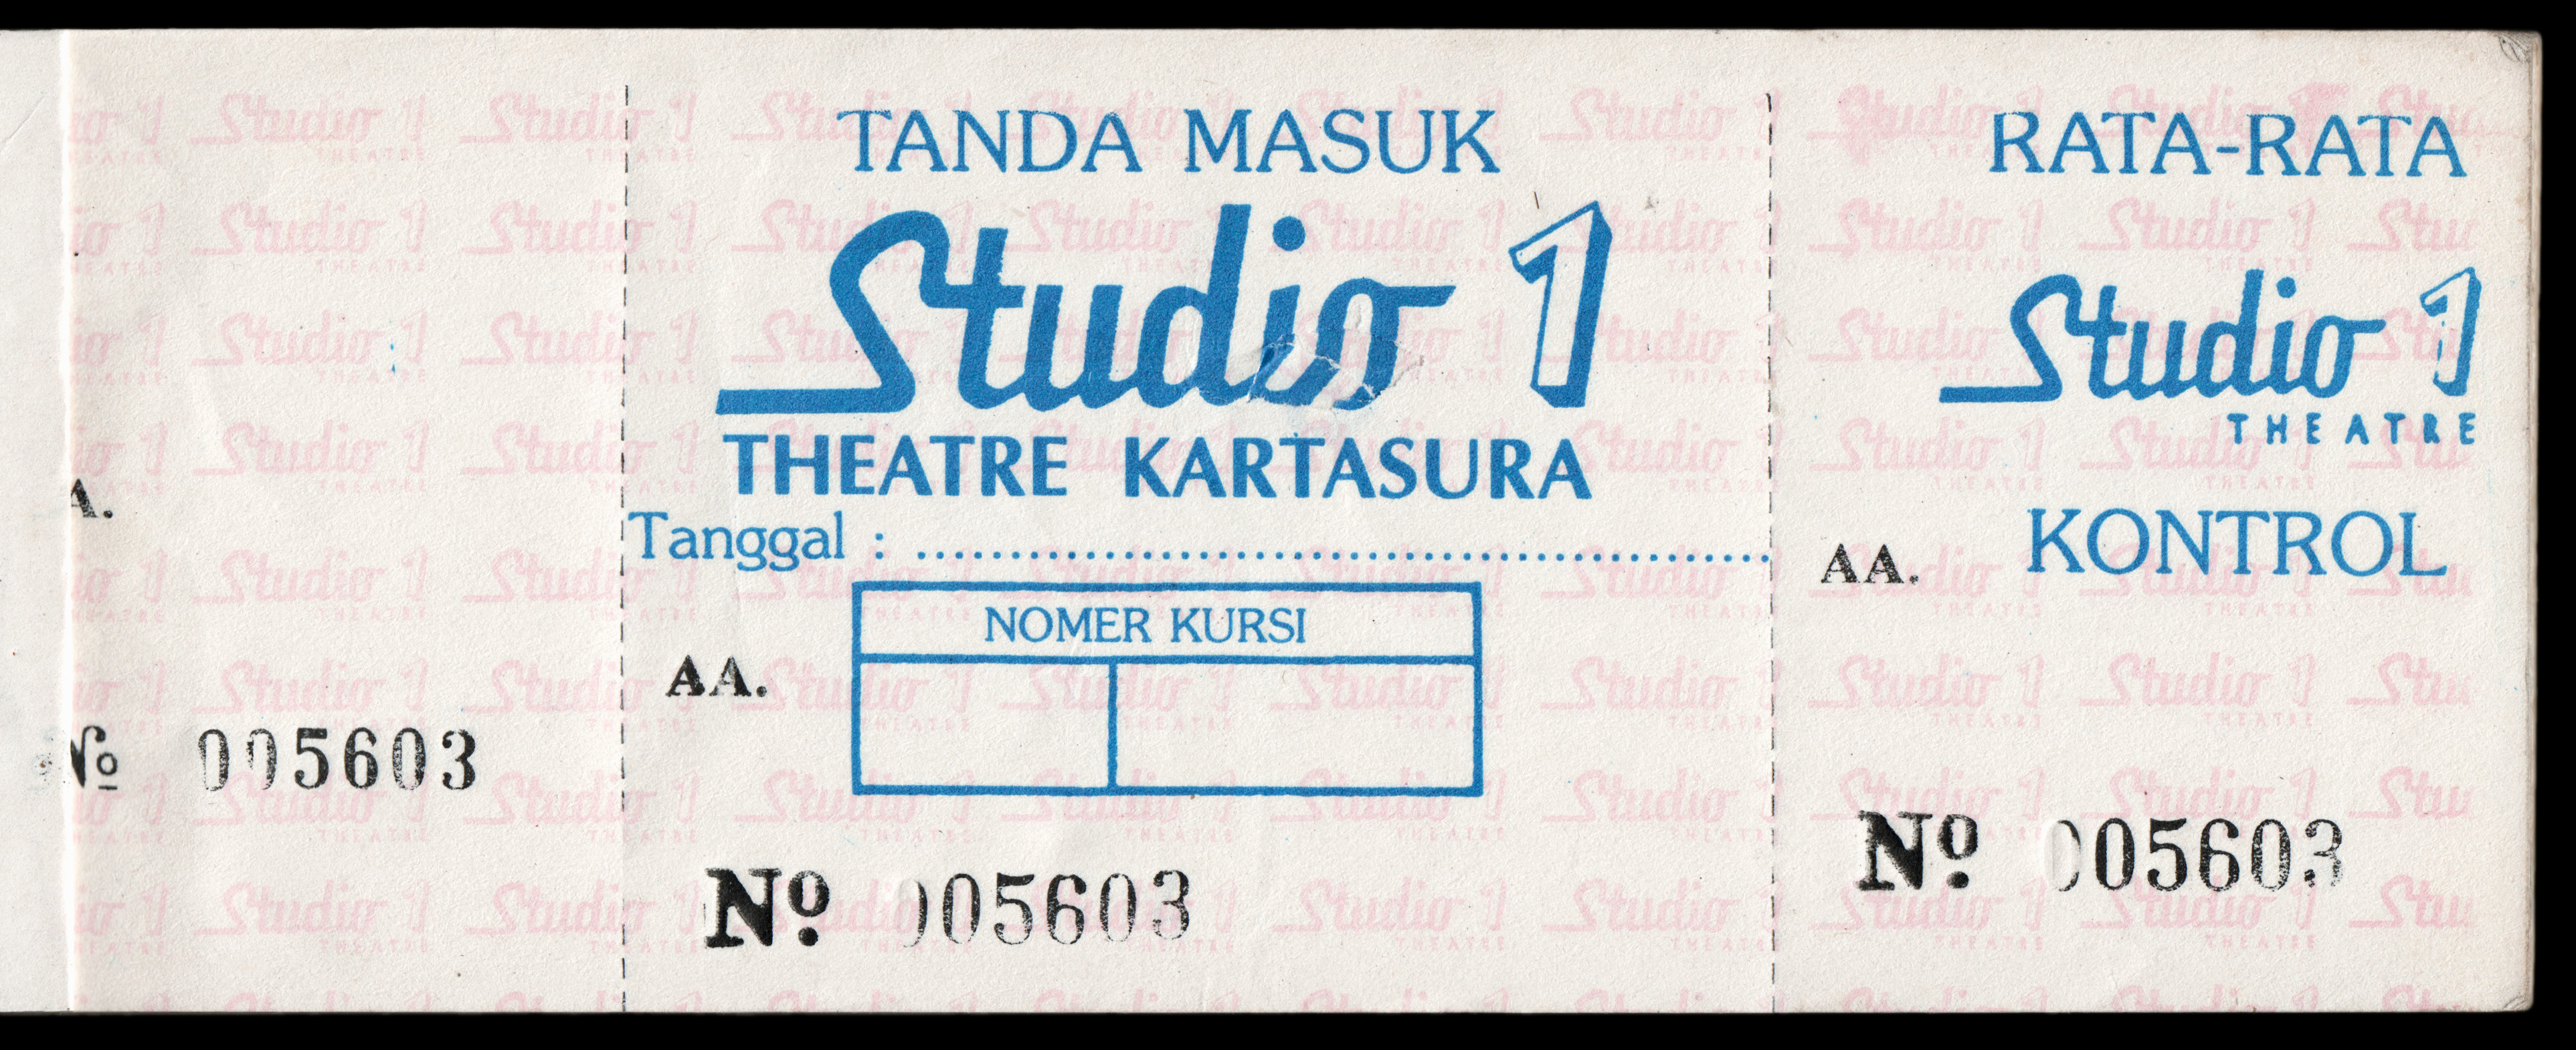 A.
No 005603
TANDA MASUK
Studio 1
THEATRE KARTASURA
Tanggal : ........................................................
NOMER KURSI
AA.
No 005603
RATA-RATA
Studio 1
THEATRE
AA. KONTROL
No 005603